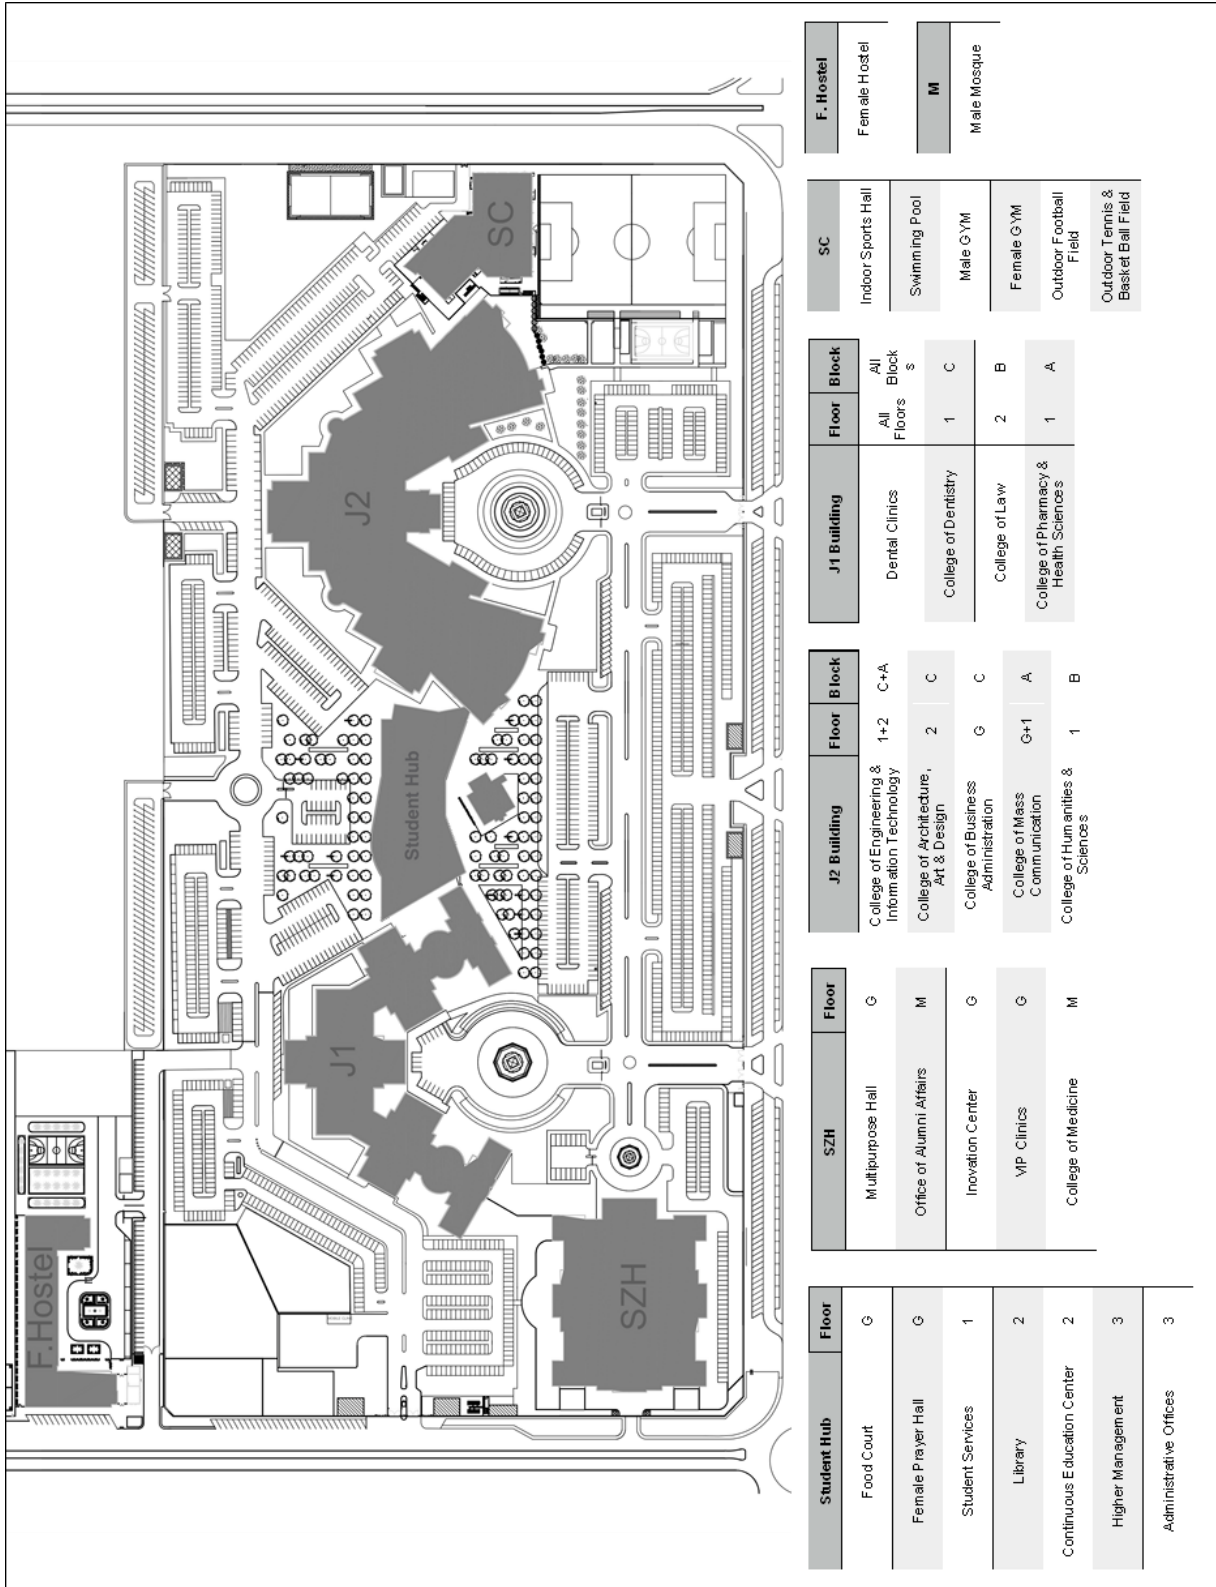 F.Hostel
SZH
J1
Student Hub
J2
SC
Student Hub Floor
Food Court G
Female Prayer Hall G
Student Services 1
Library 2
Continuous Education Center 2
Higher Management 3
Administrative Offices 3
SZH Floor
Multipurpose Hall G
Office of Alumni Affairs M
Inovation Center G
VIP Clinics G
College of Medicine M
J2 Building Floor Block
College of Engineering &
Information Technology 1+2 C+A
College of Architecture,
Art & Design 2 C
College of Business
Administration G C
College of Mass
Communication G+1 A
College of Humanities &
Sciences 1 B
J1 Building Floor Block
Dental Clinics All
Floors All
Block
s
College of Dentistry 1 C
College of Law 2 B
College of Pharmacy &
Health Sciences 1 A
SC
Indoor Sports Hall
Swimming Pool
Male GYM
Female GYM
Outdoor Football
Field
Outdoor Tennis &
Basket Ball Field
F. Hostel
Female Hostel
M
Male Mosque